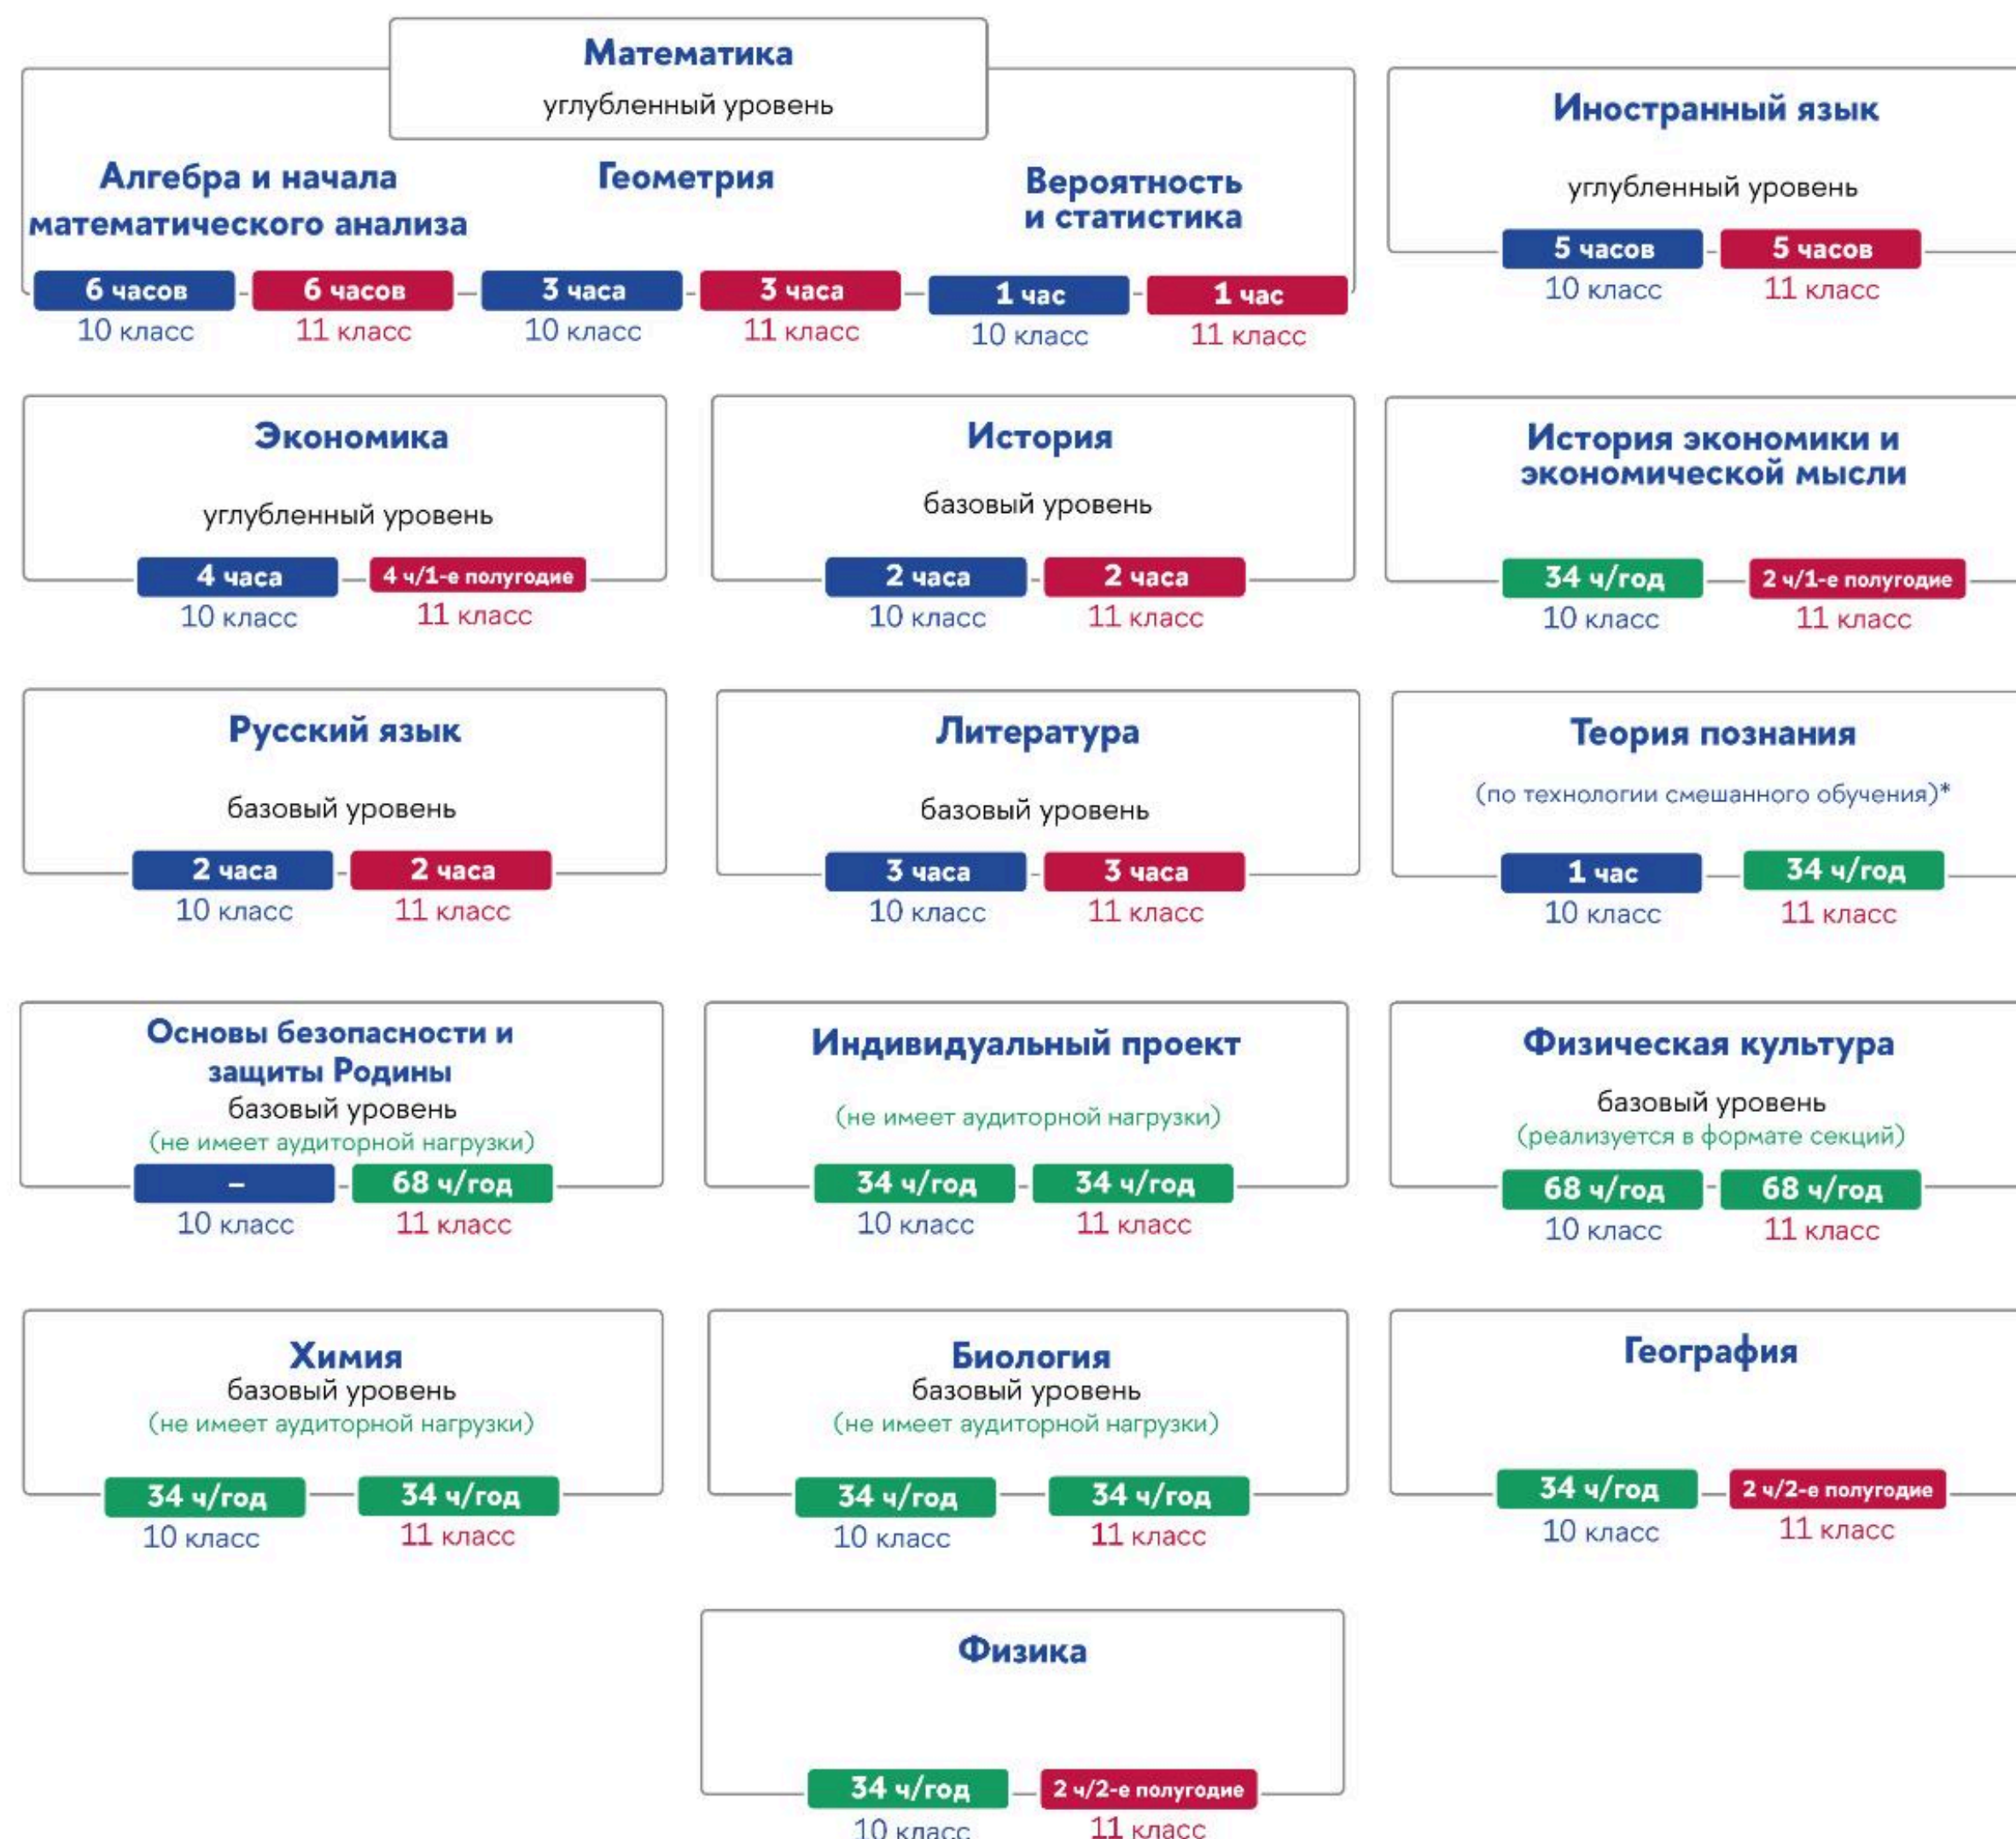 Математика
углубленный уровень
Алгебра и начала
математического анализа
6 часов
10 класс
6 часов
11 класс
Геометрия
3 часа
10 класс
3 часа
11 класс
Вероятность
и статистика
1 час
10 класс
1 час
11 класс
Иностранный язык
углубленный уровень
5 часов
10 класс
5 часов
11 класс
Экономика
углубленный уровень
4 часа
10 класс
4 ч/1-е полугодие
11 класс
История
базовый уровень
2 часа
10 класс
2 часа
11 класс
История экономики и
экономической мысли
34 ч/год
10 класс
2 ч/1-е полугодие
11 класс
Русский язык
базовый уровень
2 часа
10 класс
2 часа
11 класс
Литература
базовый уровень
3 часа
10 класс
3 часа
11 класс
Теория познания
(по технологии смешанного обучения)*
1 час
10 класс
34 ч/год
11 класс
Основы безопасности и
защиты Родины
базовый уровень
(не имеет аудиторной нагрузки)
–
10 класс
68 ч/год
11 класс
Индивидуальный проект
(не имеет аудиторной нагрузки)
34 ч/год
10 класс
34 ч/год
11 класс
Физическая культура
базовый уровень
(реализуется в формате секций)
68 ч/год
10 класс
68 ч/год
11 класс
Химия
базовый уровень
(не имеет аудиторной нагрузки)
34 ч/год
10 класс
34 ч/год
11 класс
Биология
базовый уровень
(не имеет аудиторной нагрузки)
34 ч/год
10 класс
34 ч/год
11 класс
География
34 ч/год
10 класс
2 ч/2-е полугодие
11 класс
Физика
34 ч/год
10 класс
2 ч/2-е полугодие
11 класс